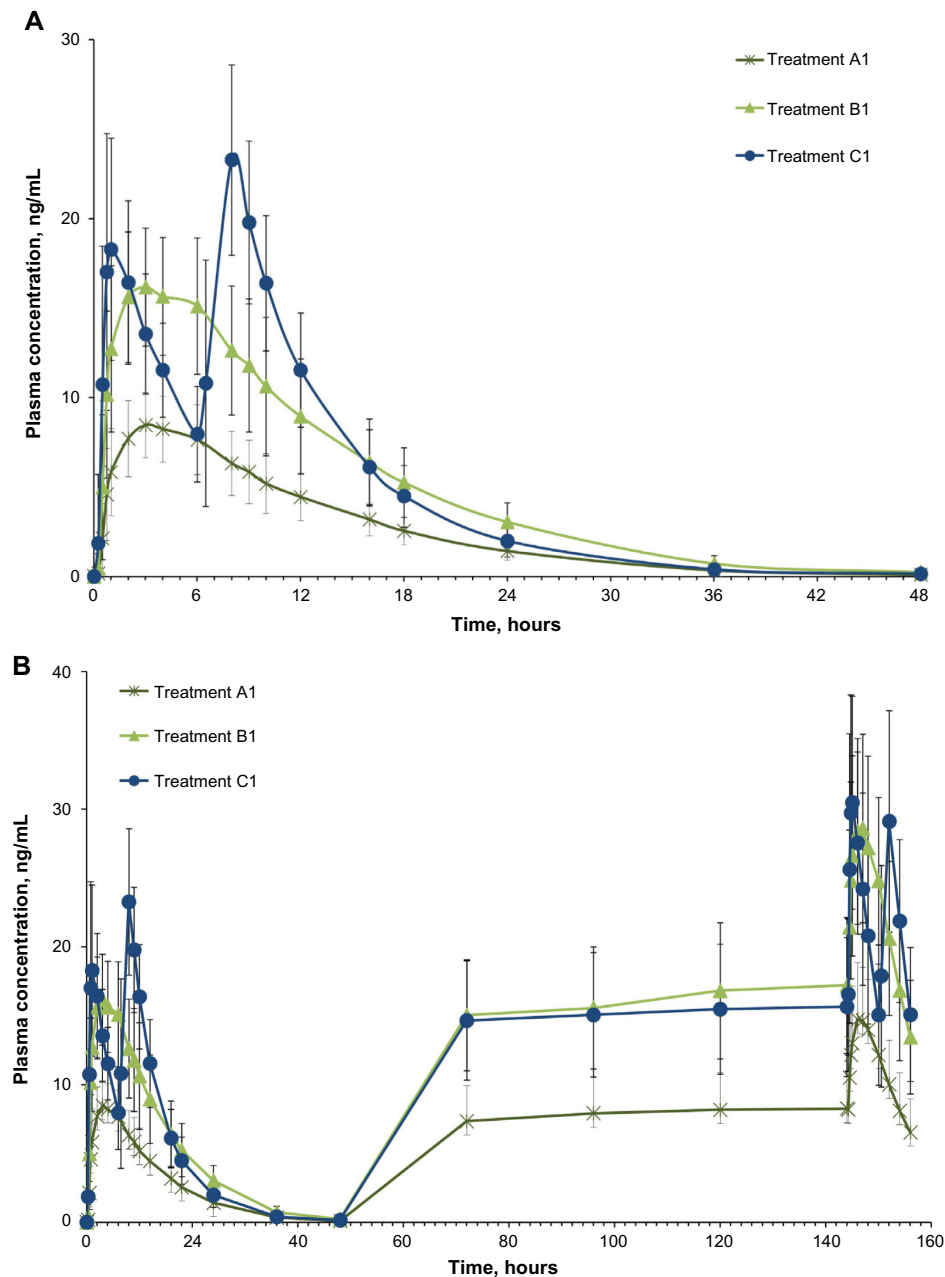 A
30
20
10
0
Plasma concentration, ng/mL
Treatment A1
Treatment B1
Treatment C1
0 6 12 18 24 30 36 42 48
Time, hours
B
40
30
20
10
0
Plasma concentration, ng/mL
Treatment A1
Treatment B1
Treatment C1
0 24 40 60 80 100 120 140 160
Time, hours